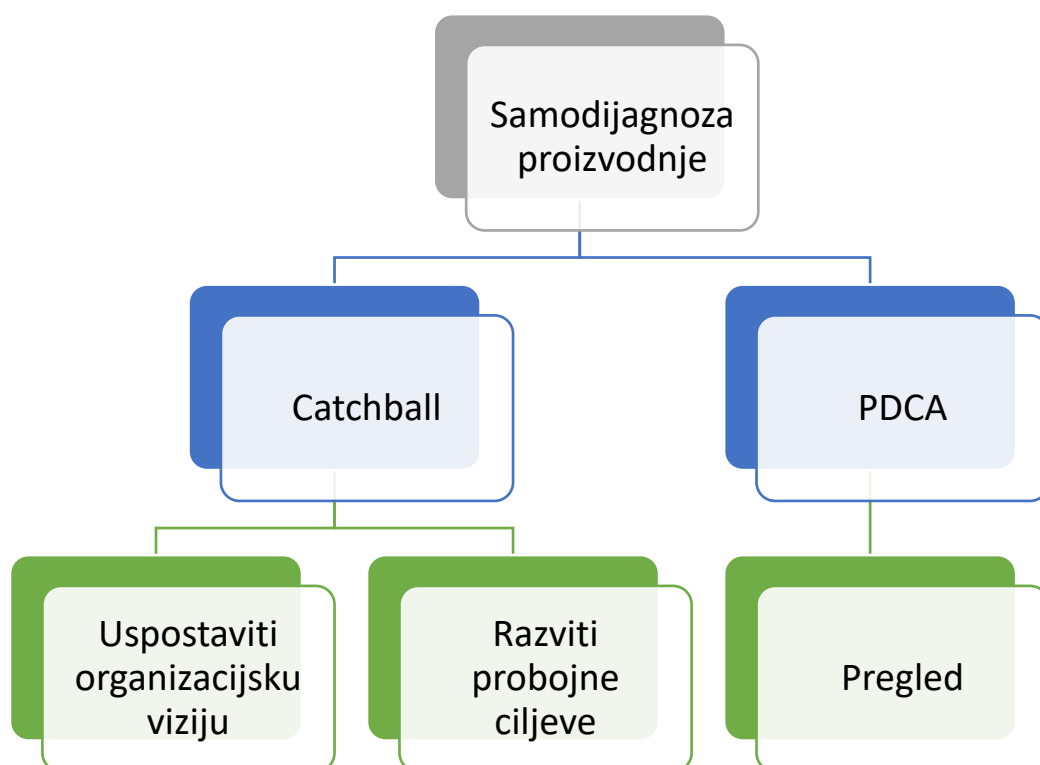 Samodijagnoza
proizvodnje
Catchball
PDCA
Uspostaviti
organizacijsku
viziju
Razviti
probojne
ciljeve
Pregled